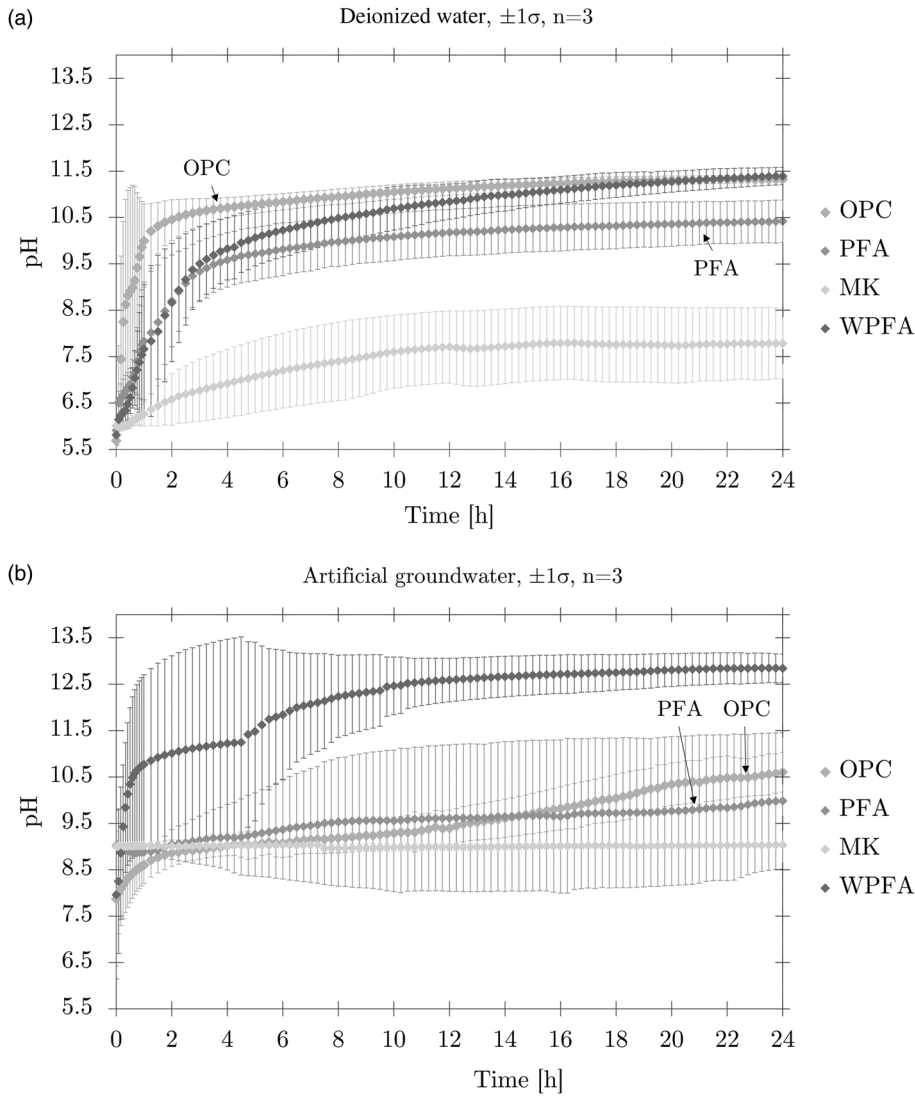 (a)
Deionized water, ±1σ, n=3
13.5
12.5
11.5
10.5
9.5
8.5
7.5
6.5
5.5
pH
OPC
PFA
OPC
PFA
MK
WPFA
0 2 4 6 8 10 12 14 16 18 20 22 24
Time [h]
(b)
Artificial groundwater, ±1σ, n=3
13.5
12.5
11.5
10.5
9.5
8.5
7.5
6.5
5.5
pH
PFA OPC
OPC
PFA
MK
WPFA
0 2 4 6 8 10 12 14 16 18 20 22 24
Time [h]